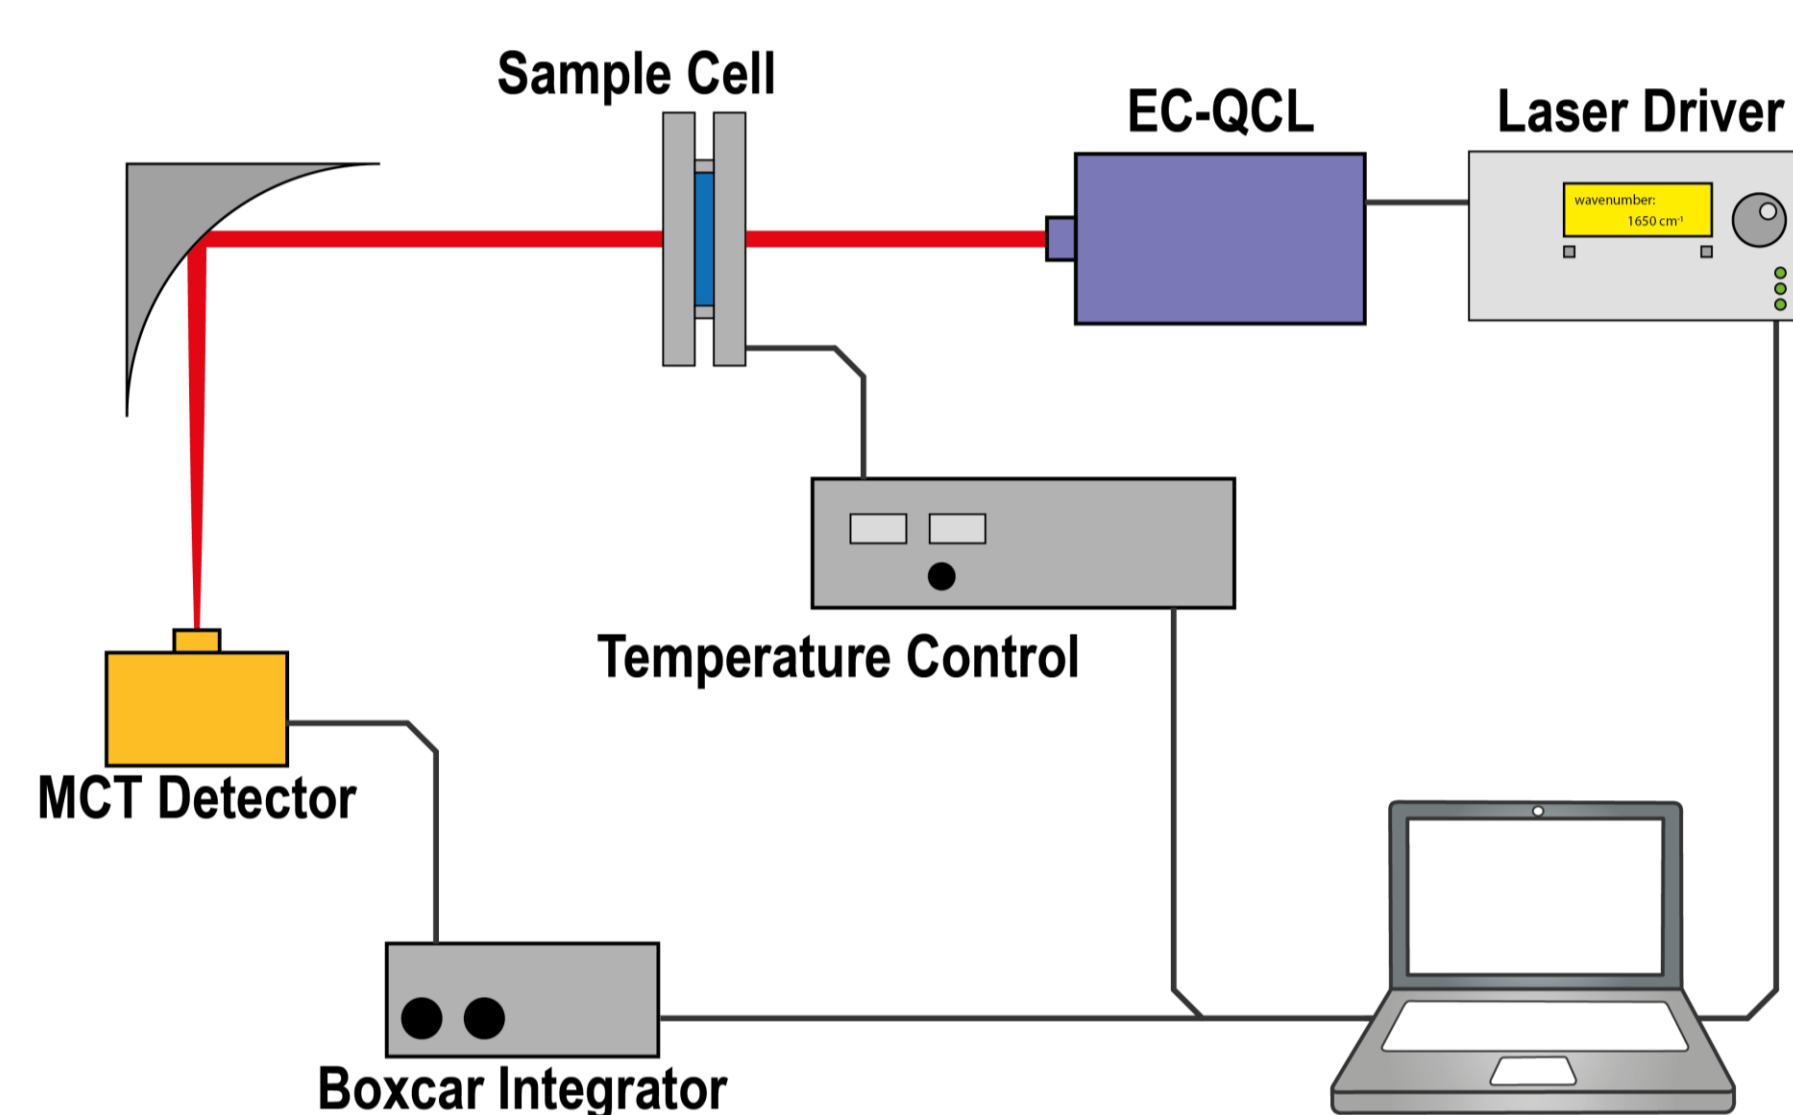 Sample Cell
EC-QCL
Laser Driver
wavenumber:
1650 cm⁻¹
Temperature Control
MCT Detector
Boxcar Integrator